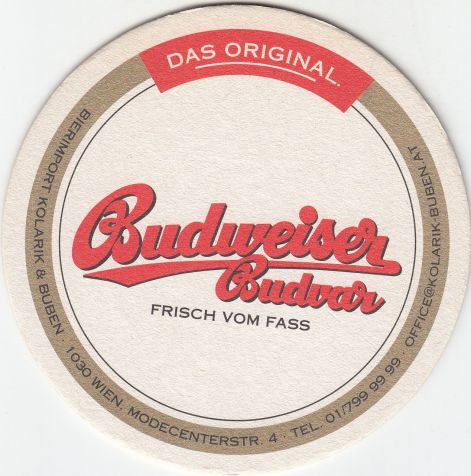 DAS ORIGINAL.
Budweiser
Budvar
FRISCH VOM FASS
BIERIMPORT KOLARIK & BUBEN · 1030 WIEN, MODECENTERSTR. 4 · TEL. 01/799 99 99 · OFFICE@KOLARIK-BUBEN.AT